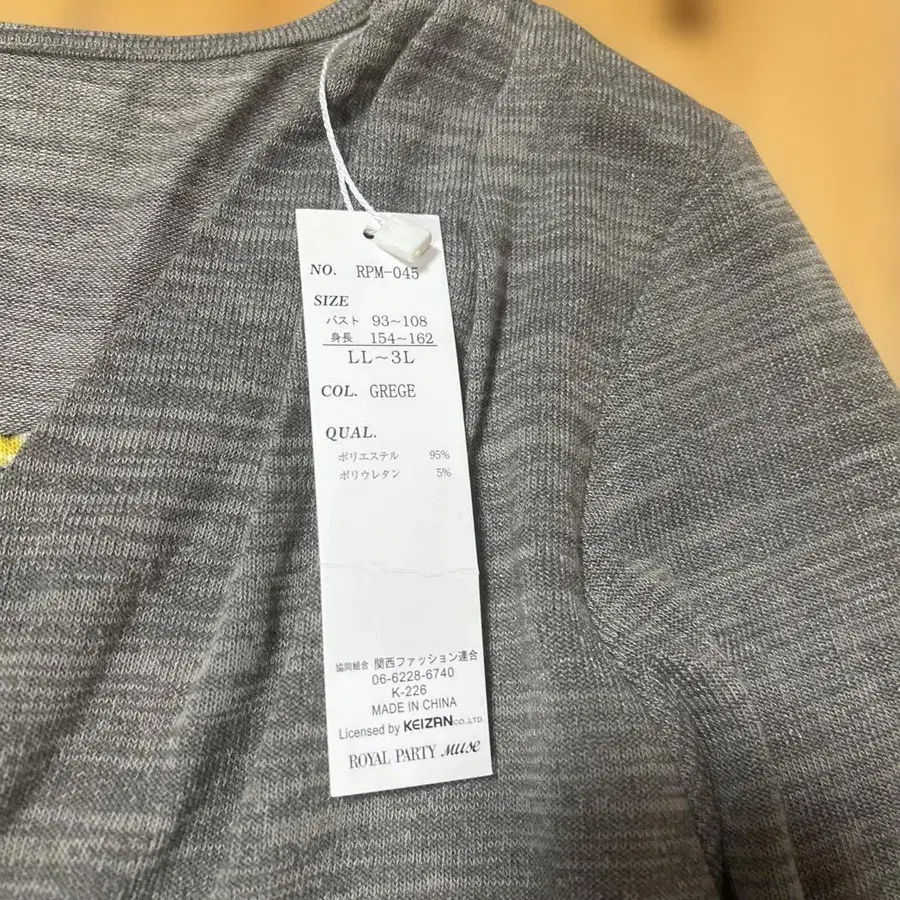 NO. RPM-045
SIZE
バスト 93~108
身長 154~162
LL~3L
COL. GREGE
QUAL.
ポリエステル 95%
ポリウレタン 5%
協同組合 関西ファッション連合
06-6228-6740
K-226
MADE IN CHINA
Licensed by KEIZAN CO.,LTD.
ROYAL PARTY muse